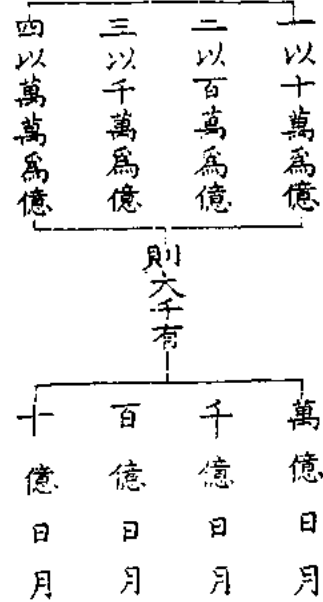 一以十萬爲億
二以百萬爲億
三以千萬爲億
四以萬萬爲億
則大千有
萬億日月
千億日月
百億日月
十億日月